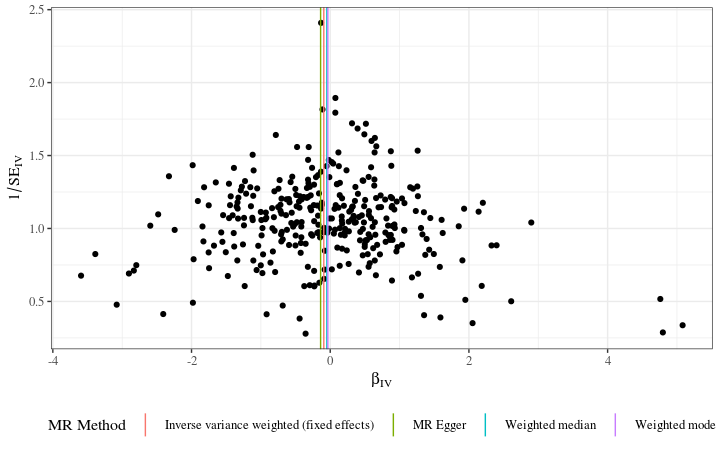 2.5
2.0
1.5
1.0
0.5
1/SE_IV
-4
-2
0
2
4
β_IV
MR Method
Inverse variance weighted (fixed effects)
MR Egger
Weighted median
Weighted mode